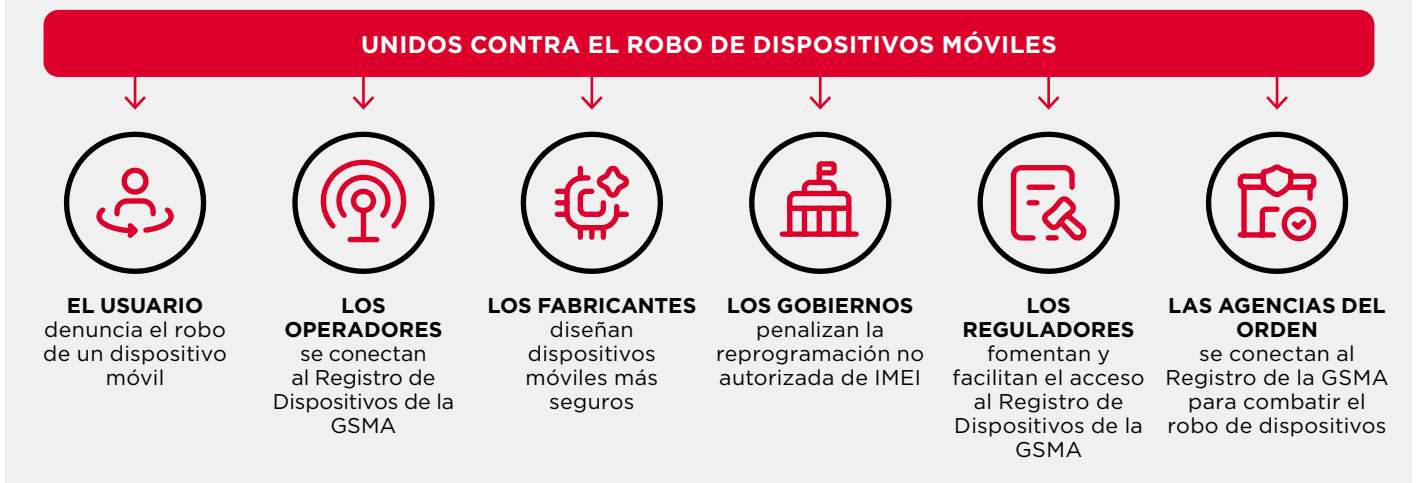 UNIDOS CONTRA EL ROBO DE DISPOSITIVOS MÓVILES
EL USUARIO
denuncia el robo
de un dispositivo
móvil
LOS
OPERADORES
se conectan
al Registro de
Dispositivos de la
GSMA
LOS FABRICANTES
diseñan
dispositivos
móviles más
seguros
LOS GOBIERNOS
penalizan la
reprogramación no
autorizada de IMEI
LOS
REGULADORES
fomentan y
facilitan el acceso
al Registro de
Dispositivos de la
GSMA
LAS AGENCIAS DEL
ORDEN
se conectan al
Registro de la GSMA
para combatir el
robo de dispositivos